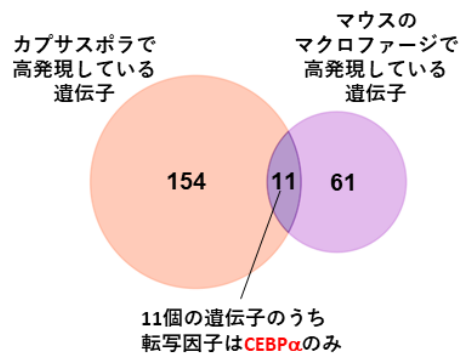 カプサスポラで
高発現している
遺伝子
マウスの
マクロファージで
高発現している
遺伝子
154
11
61
11個の遺伝子のうち
転写因子はCEBPαのみ